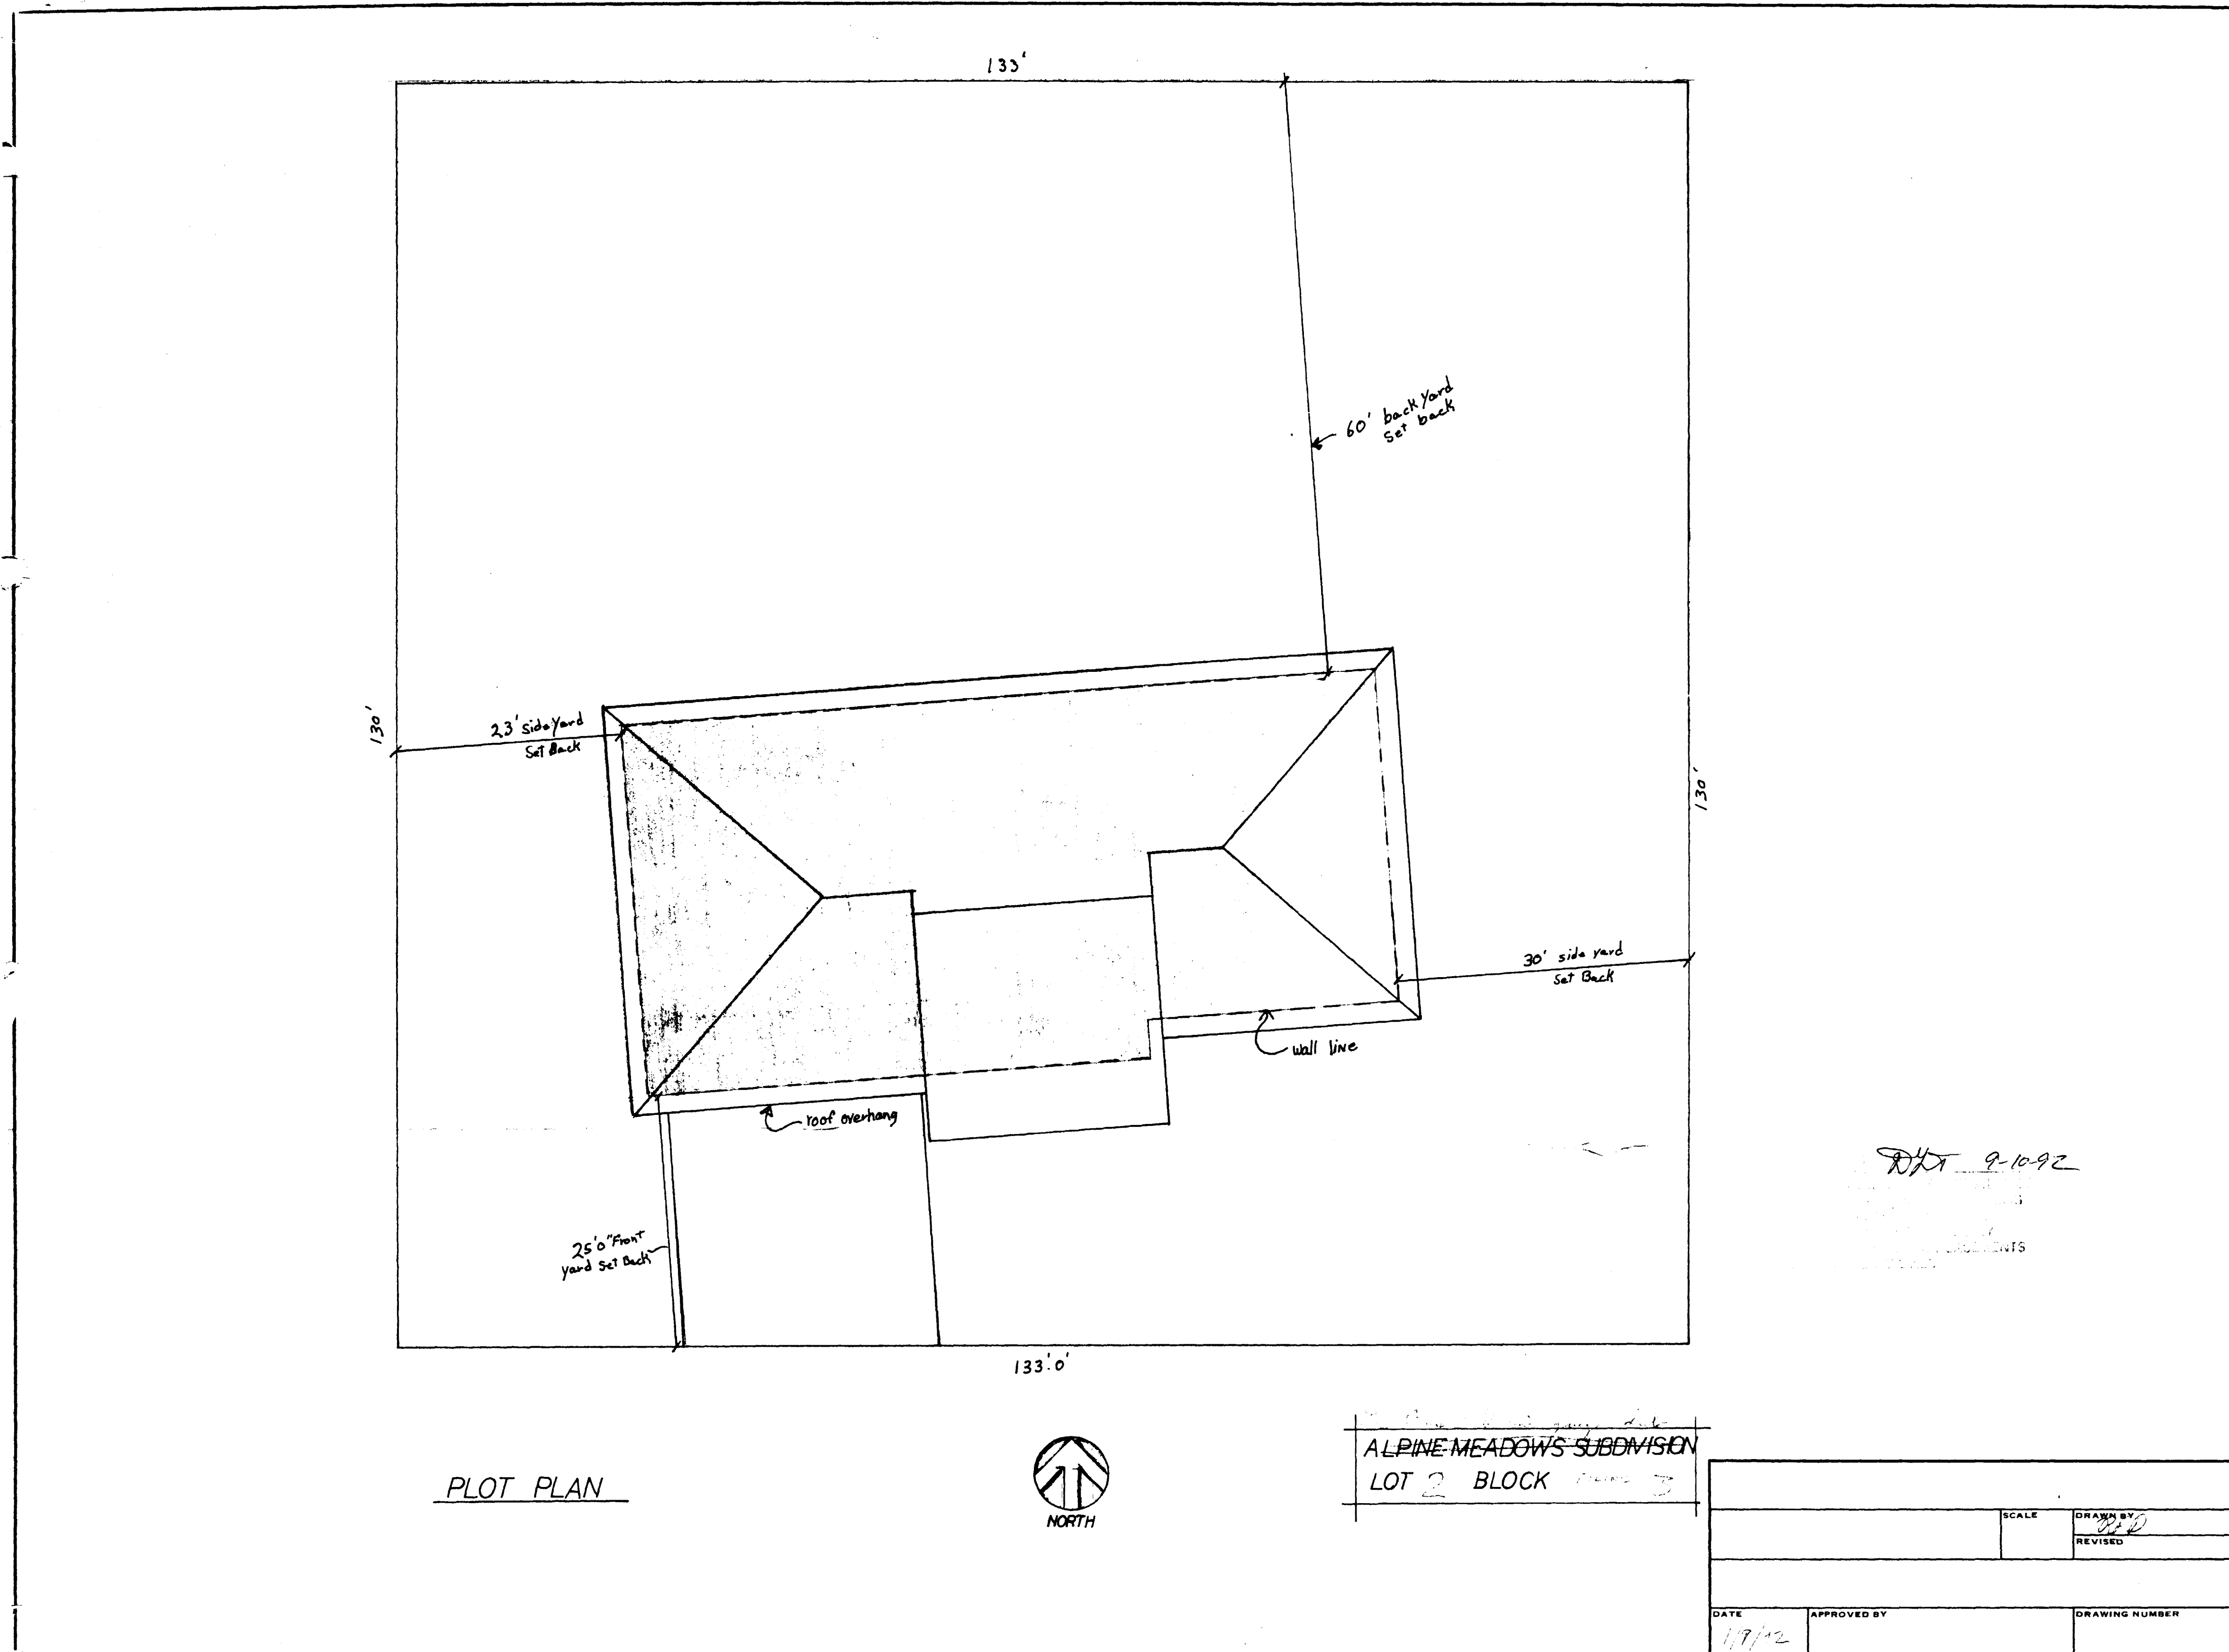 133'
60' back Yard
Set back
130'
23' side Yard
Set Back
130'
30' side yard
Set Back
wall line
roof overhang
25'0" Front
yard Set Back
9-10-92
133'.0'
PLOT PLAN
NORTH
ALPINE MEADOWS SUBDIVISION
LOT 2 BLOCK 3
SCALE
DRAWN BY
REVISED
DATE
APPROVED BY
DRAWING NUMBER